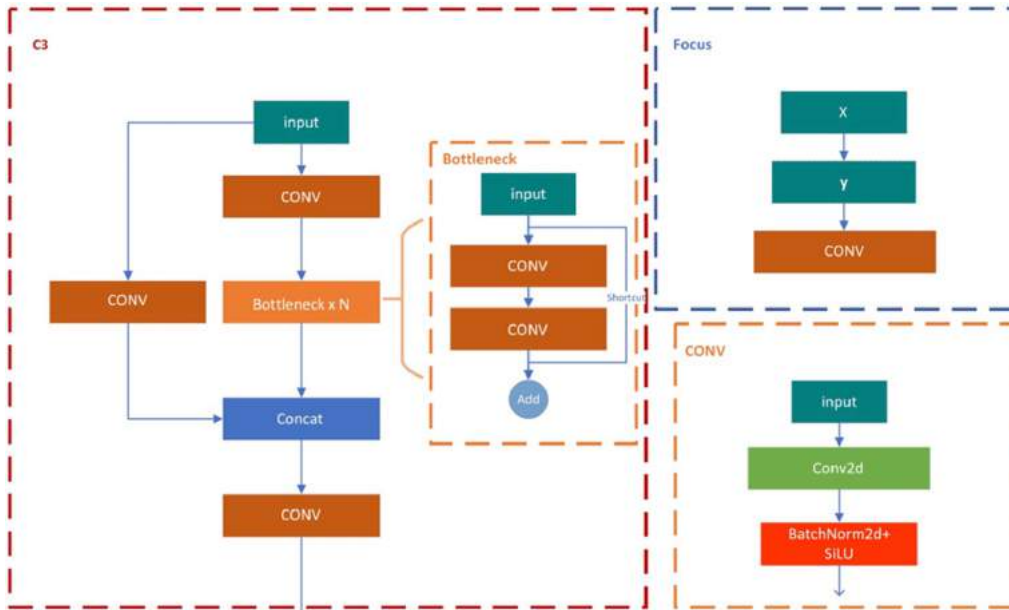 C3
input
CONV
CONV
Bottleneck x N
Concat
CONV
Bottleneck
input
CONV
Shortcut
CONV
Add
Focus
X
y
CONV
CONV
input
Conv2d
BatchNorm2d+
SiLU